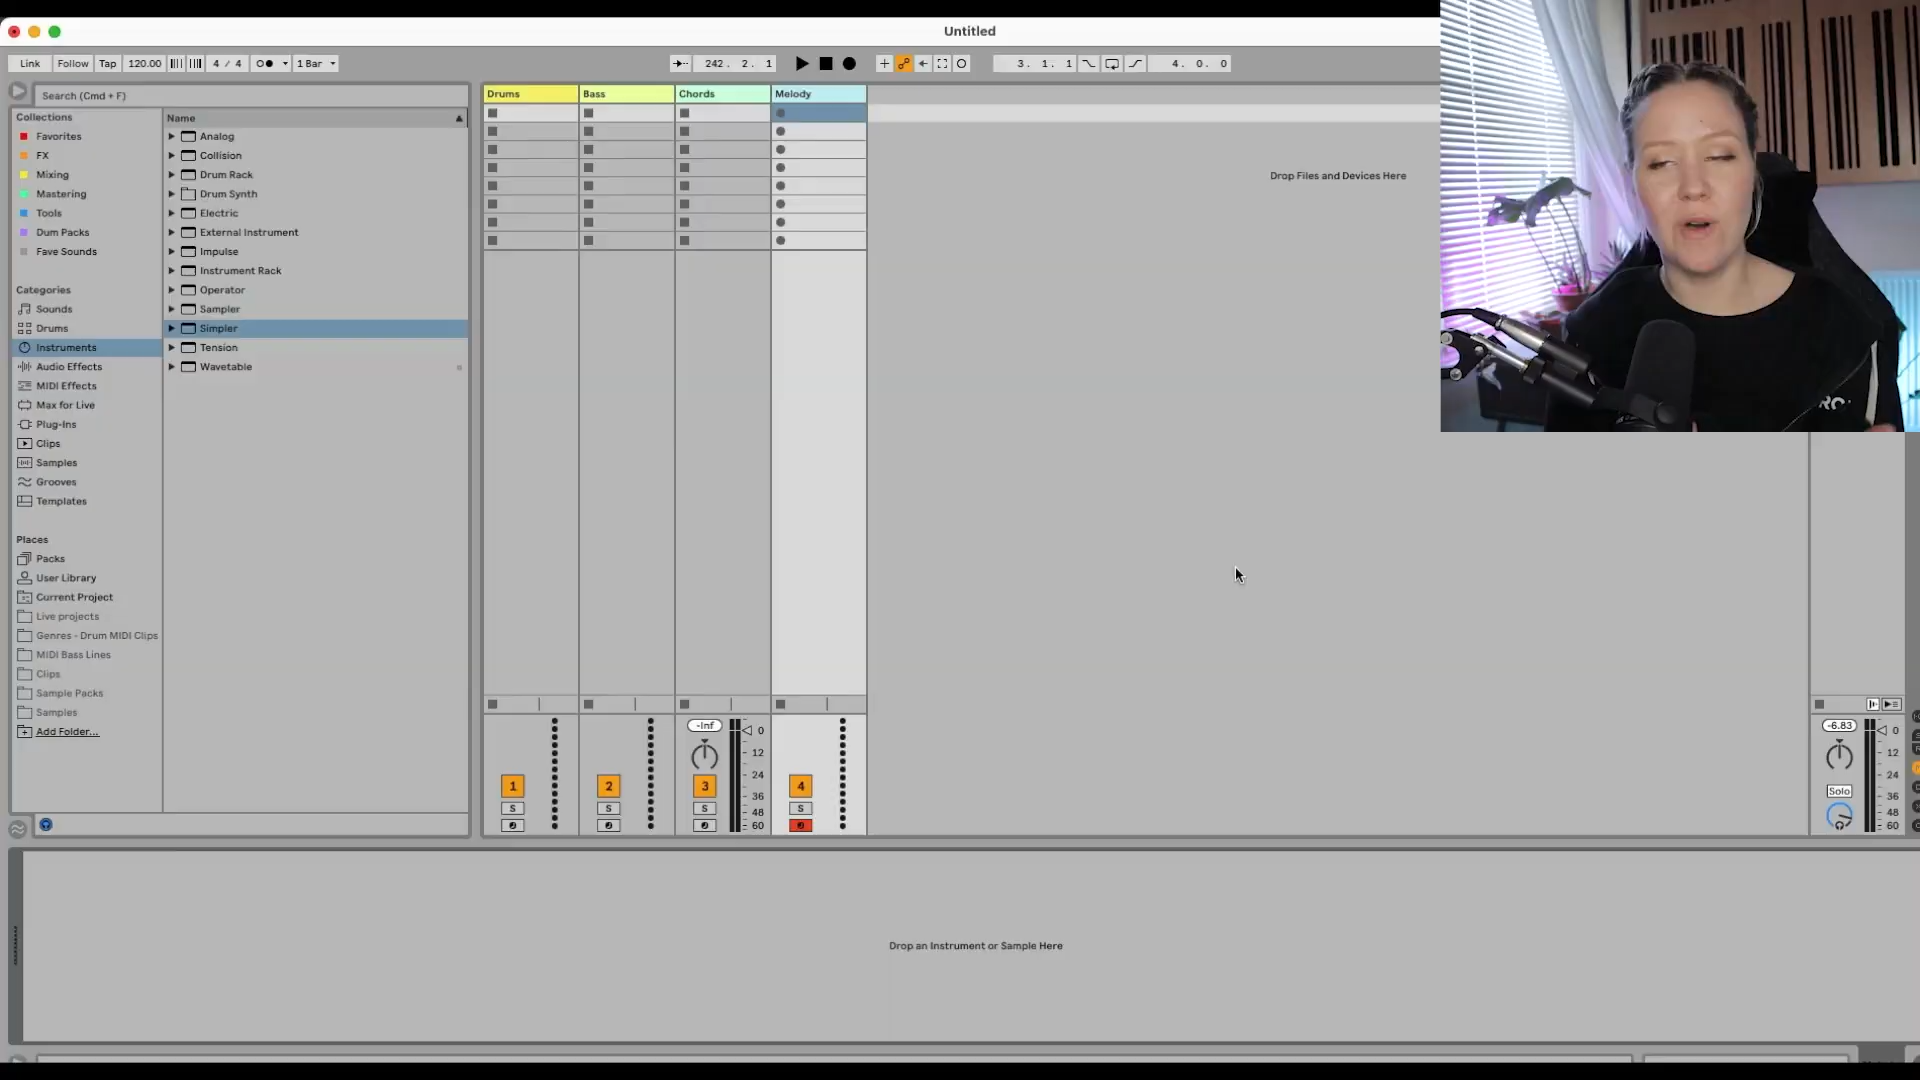 Untitled
Link Follow Tap 120.00 4 / 4 1 Bar 242. 2. 1 3. 1. 1 4. 0. 0
Search (Cmd + F)
Collections
Favorites
FX
Mixing
Mastering
Tools
Dum Packs
Fave Sounds
Categories
Sounds
Drums
Instruments
Audio Effects
MIDI Effects
Max for Live
Plug-Ins
Clips
Samples
Grooves
Templates
Places
Packs
User Library
Current Project
Live projects
Genres - Drum MIDI Clips
MIDI Bass Lines
Clips
Sample Packs
Samples
Add Folder...
Name
Analog
Collision
Drum Rack
Drum Synth
Electric
External Instrument
Impulse
Instrument Rack
Operator
Sampler
Simpler
Tension
Wavetable
Drums Bass Chords Melody
Drop Files and Devices Here
-Inf
0
12
24
36
48
60
1 2 3 4
S S S S
-6.83
0
12
24
36
48
60
Solo
Drop an Instrument or Sample Here